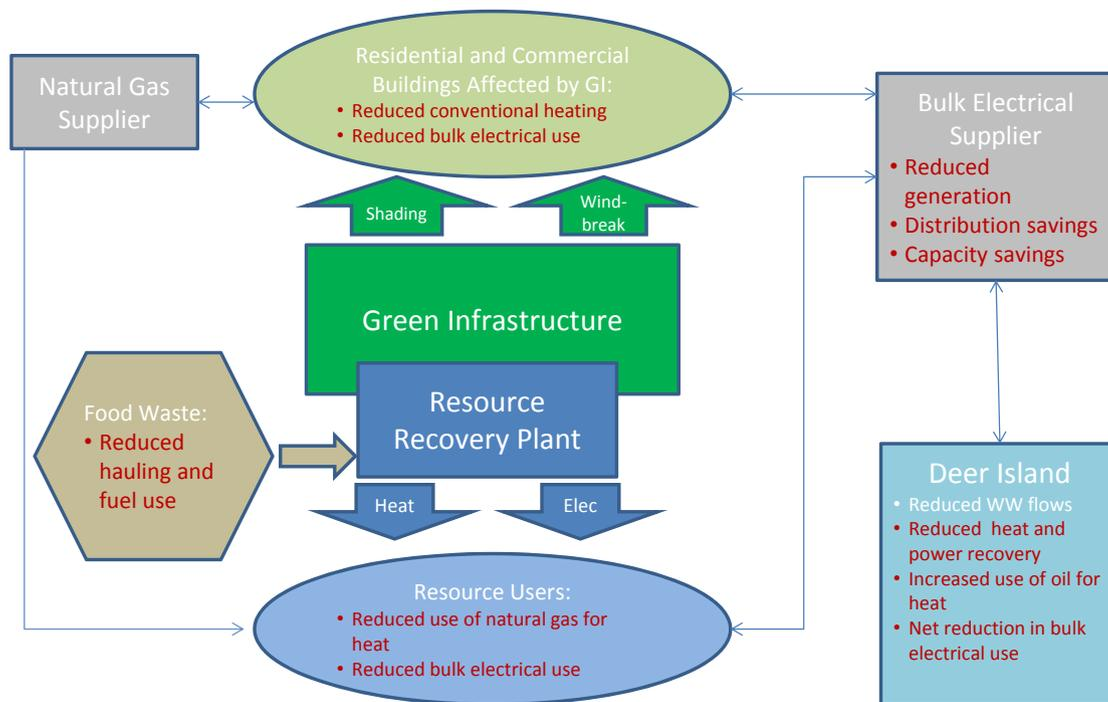 Natural Gas
Supplier
Residential and Commercial
Buildings Affected by GI:
• Reduced conventional heating
• Reduced bulk electrical use
Bulk Electrical
Supplier
• Reduced
generation
• Distribution savings
• Capacity savings
Shading
Wind-
break
Green Infrastructure
Resource
Recovery Plant
Food Waste:
• Reduced
hauling and
fuel use
Heat
Elec
Resource Users:
• Reduced use of natural gas for
heat
• Reduced bulk electrical use
Deer Island
• Reduced WW flows
• Reduced heat and
power recovery
• Increased use of oil for
heat
• Net reduction in bulk
electrical use